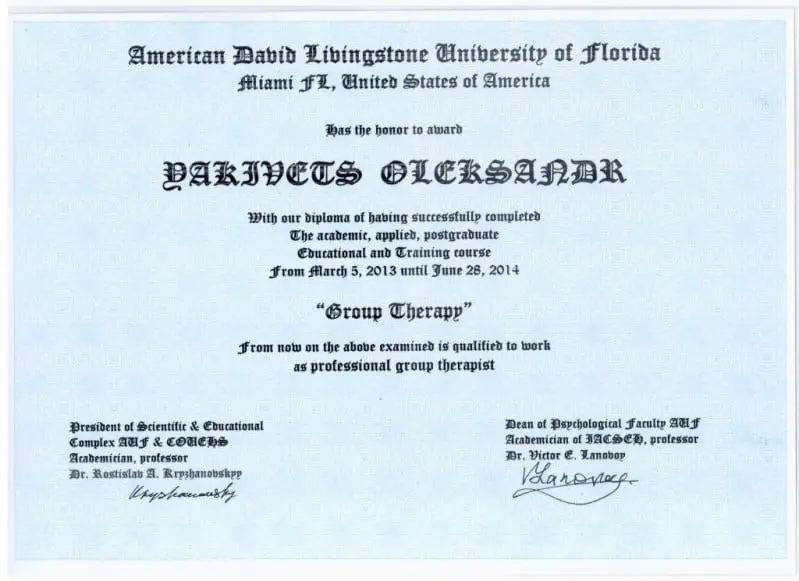 American David Livingstone University of Florida
Miami FL, United States of America
Has the honor to award
YAKIVETS OLEKSANDR
With our diploma of having successfully completed
The academic, applied, postgraduate
Educational and Training course
From March 5, 2013 until June 28, 2014
“Group Therapy”
From now on the above examined is qualified to work
as professional group therapist
President of Scientific & Educational
Complex AUF & COUEHS
Academician, professor
Dr. Rostislav A. Kryzhanovskyy
Kryzhanovsky
Dean of Psychological Faculty AUF
Academician of IACSEH, professor
Dr. Victor E. Lanovoy
VLanovoy